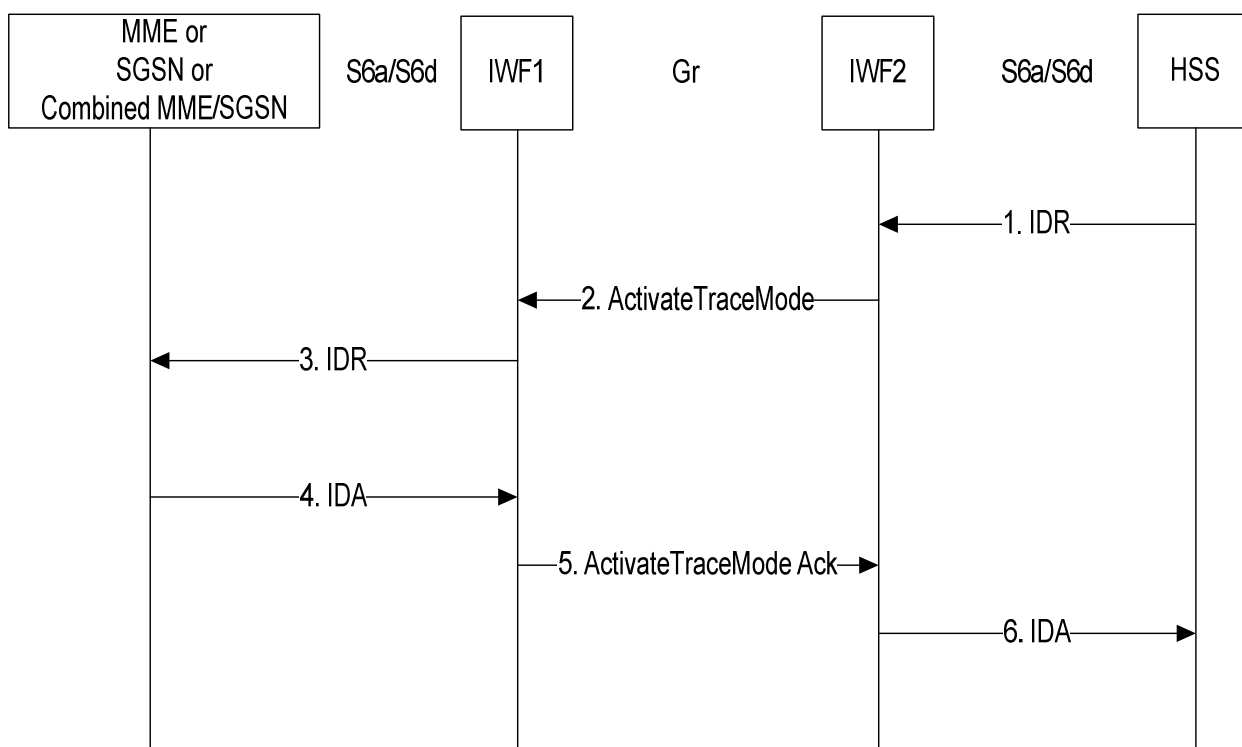 MME or
SGSN or
Combined MME/SGSN
S6a/S6d
IWF1
Gr
IWF2
S6a/S6d
HSS
1. IDR
2. ActivateTraceMode
3. IDR
4. IDA
5. ActivateTraceMode Ack
6. IDA